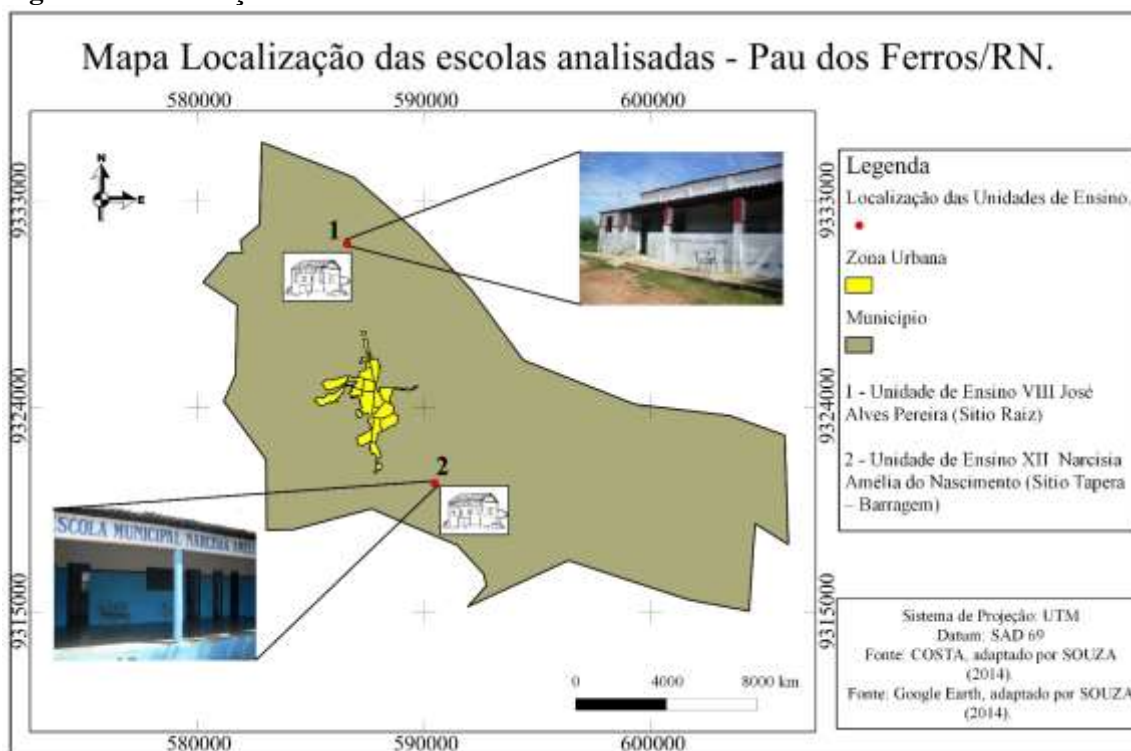 Mapa Localização das escolas analisadas - Pau dos Ferros/RN.
580000
590000
600000
9333000
9324000
9315000
N
E
1
2
ESCOLA MUNICIPAL
0
4000
8000 km
580000
590000
600000
9333000
9324000
9315000
Legenda
Localização das Unidades de Ensino.
Zona Urbana
Município
1 - Unidade de Ensino VIII José
Alves Pereira (Sitio Raiz)
2 - Unidade de Ensino XII Narcisia
Amélia do Nascimento (Sítio Tapera
– Barragem)
Sistema de Projeção: UTM
Datum: SAD 69
Fonte: COSTA, adaptado por SOUZA
(2014).
Fonte: Google Earth, adaptado por SOUZA
(2014).